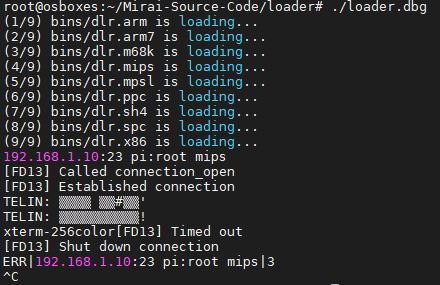 root@osboxes:~/Mirai-Source-Code/loader# ./loader.dbg
(1/9) bins/dlr.arm is loading...
(2/9) bins/dlr.arm7 is loading...
(3/9) bins/dlr.m68k is loading...
(4/9) bins/dlr.mips is loading...
(5/9) bins/dlr.mpsl is loading...
(6/9) bins/dlr.ppc is loading...
(7/9) bins/dlr.sh4 is loading...
(8/9) bins/dlr.spc is loading...
(9/9) bins/dlr.x86 is loading...
192.168.1.10:23 pi:root mips
[FD13] Called connection_open
[FD13] Established connection
TELIN: ▒▒▒▒ ▒▒#▒▒'
TELIN: ▒▒▒▒▒▒▒▒▒▒!
xterm-256color[FD13] Timed out
[FD13] Shut down connection
ERR|192.168.1.10:23 pi:root mips|3
^C